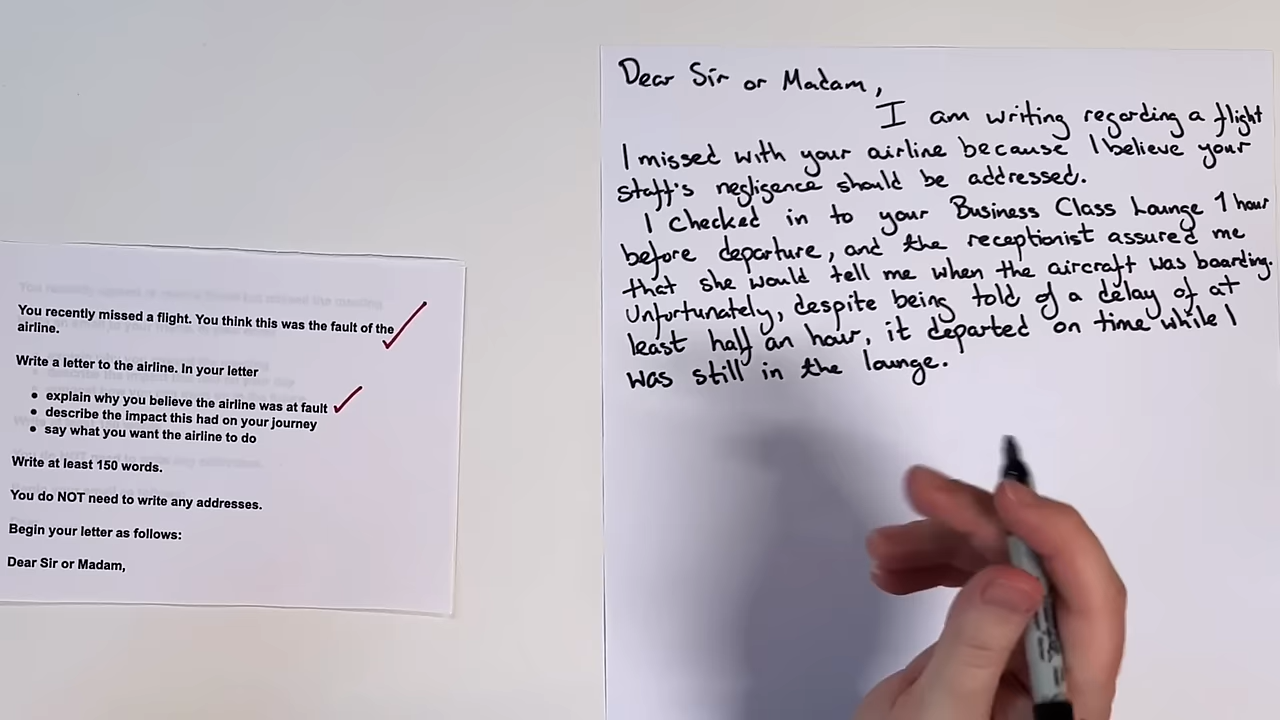 You recently missed a flight. You think this was the fault of the
airline.
Write a letter to the airline. In your letter
• explain why you believe the airline was at fault
• describe the impact this had on your journey
• say what you want the airline to do
Write at least 150 words.
You do NOT need to write any addresses.
Begin your letter as follows:
Dear Sir or Madam,
Dear Sir or Madam,
I am writing regarding a flight
I missed with your airline because I believe your
staff's negligence should be addressed.
I checked in to your Business Class Lounge 1 hour
before departure, and the receptionist assured me
that she would tell me when the aircraft was boarding.
Unfortunately, despite being told of a delay of at
least half an hour, it departed on time while I
was still in the lounge.